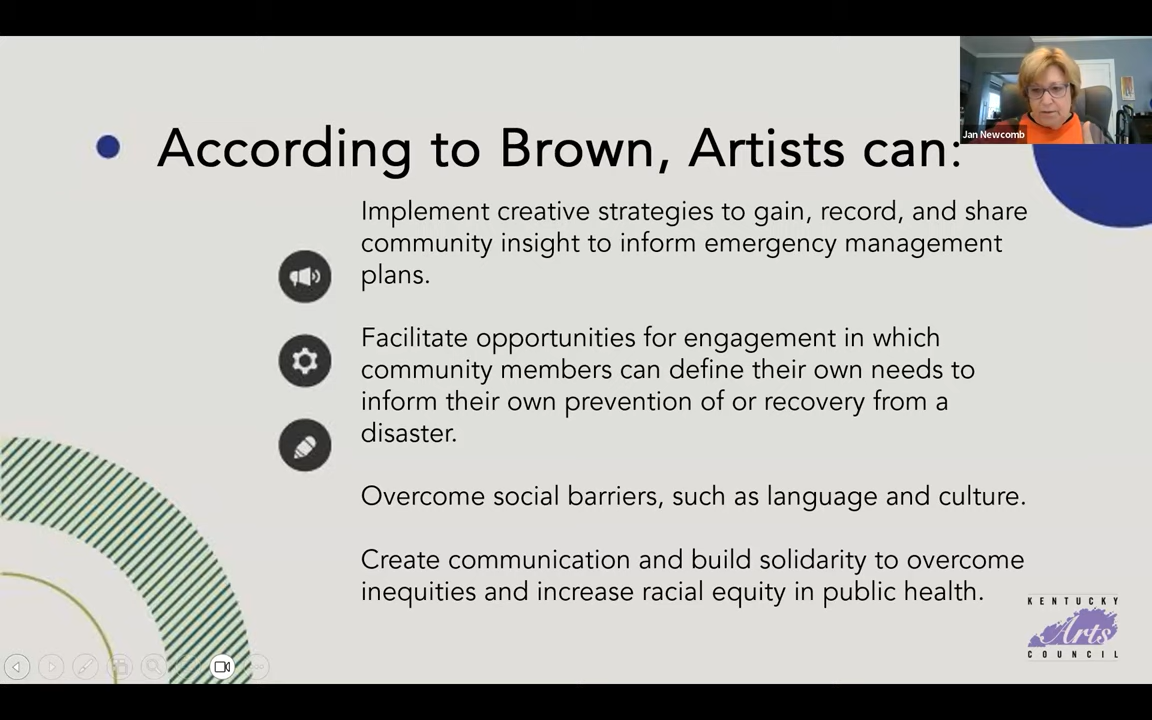 Jan Newcomb
According to Brown, Artists can:
Implement creative strategies to gain, record, and share
community insight to inform emergency management
plans.
Facilitate opportunities for engagement in which
community members can define their own needs to
inform their own prevention of or recovery from a
disaster.
Overcome social barriers, such as language and culture.
Create communication and build solidarity to overcome
inequities and increase racial equity in public health.
KENTUCKY
Arts
COUNCIL